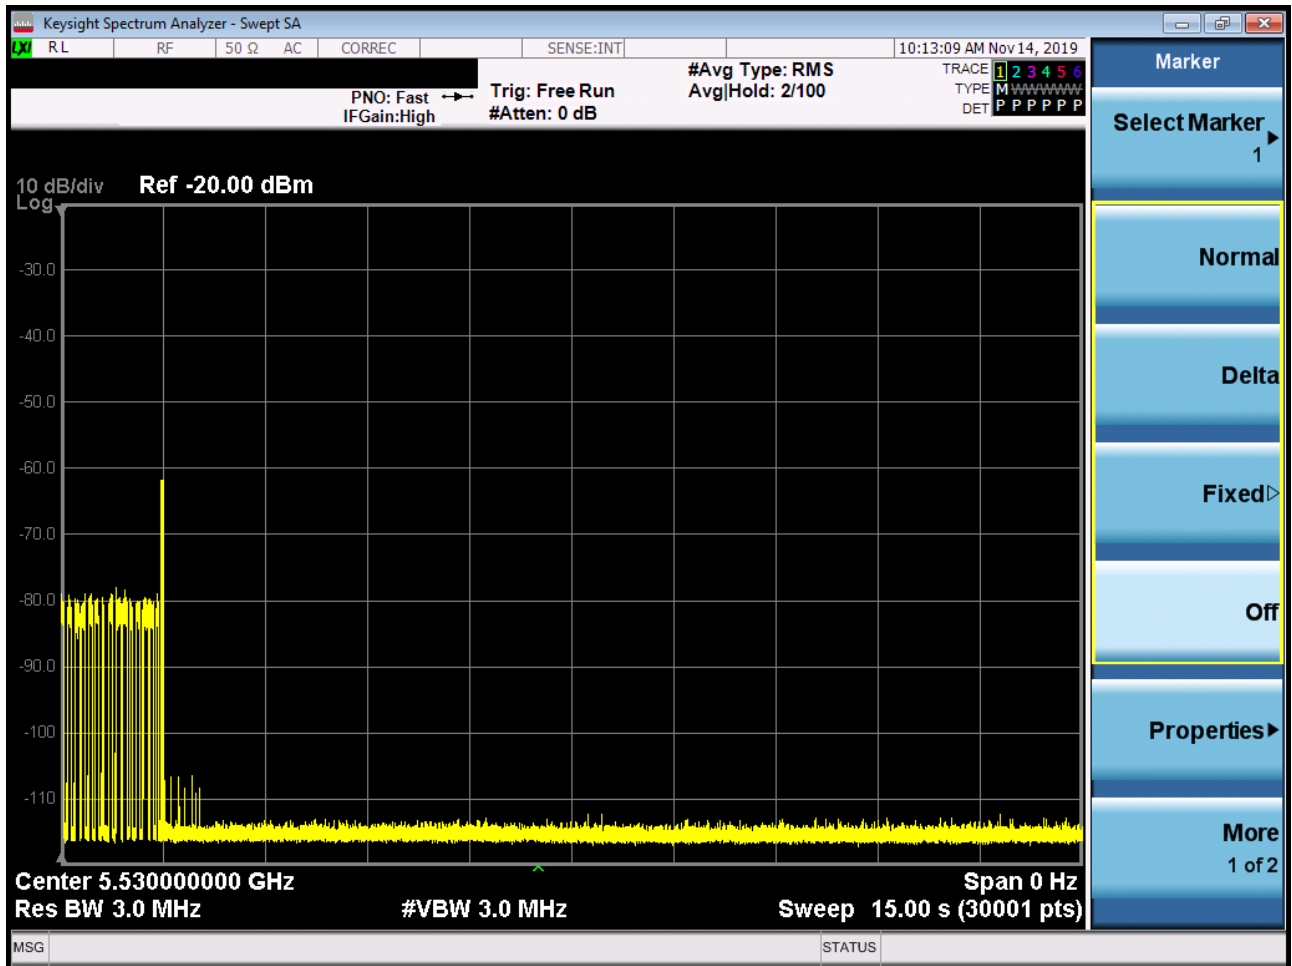 Keysight Spectrum Analyzer - Swept SA
LXI RL RF 50 Ω AC CORREC SENSE:INT 10:13:09 AM Nov 14, 2019
PNO: Fast
IFGain:High
Trig: Free Run
#Atten: 0 dB
#Avg Type: RMS
Avg|Hold: 2/100
TRACE 1 2 3 4 5 6
TYPE M WWWWW
DET P P P P P P
10 dB/div Ref -20.00 dBm
Log
-30.0
-40.0
-50.0
-60.0
-70.0
-80.0
-90.0
-100
-110
Center 5.530000000 GHz Span 0 Hz
Res BW 3.0 MHz #VBW 3.0 MHz Sweep 15.00 s (30001 pts)
MSG STATUS
Marker
Select Marker
1
Normal
Delta
Fixed
Off
Properties
More
1 of 2